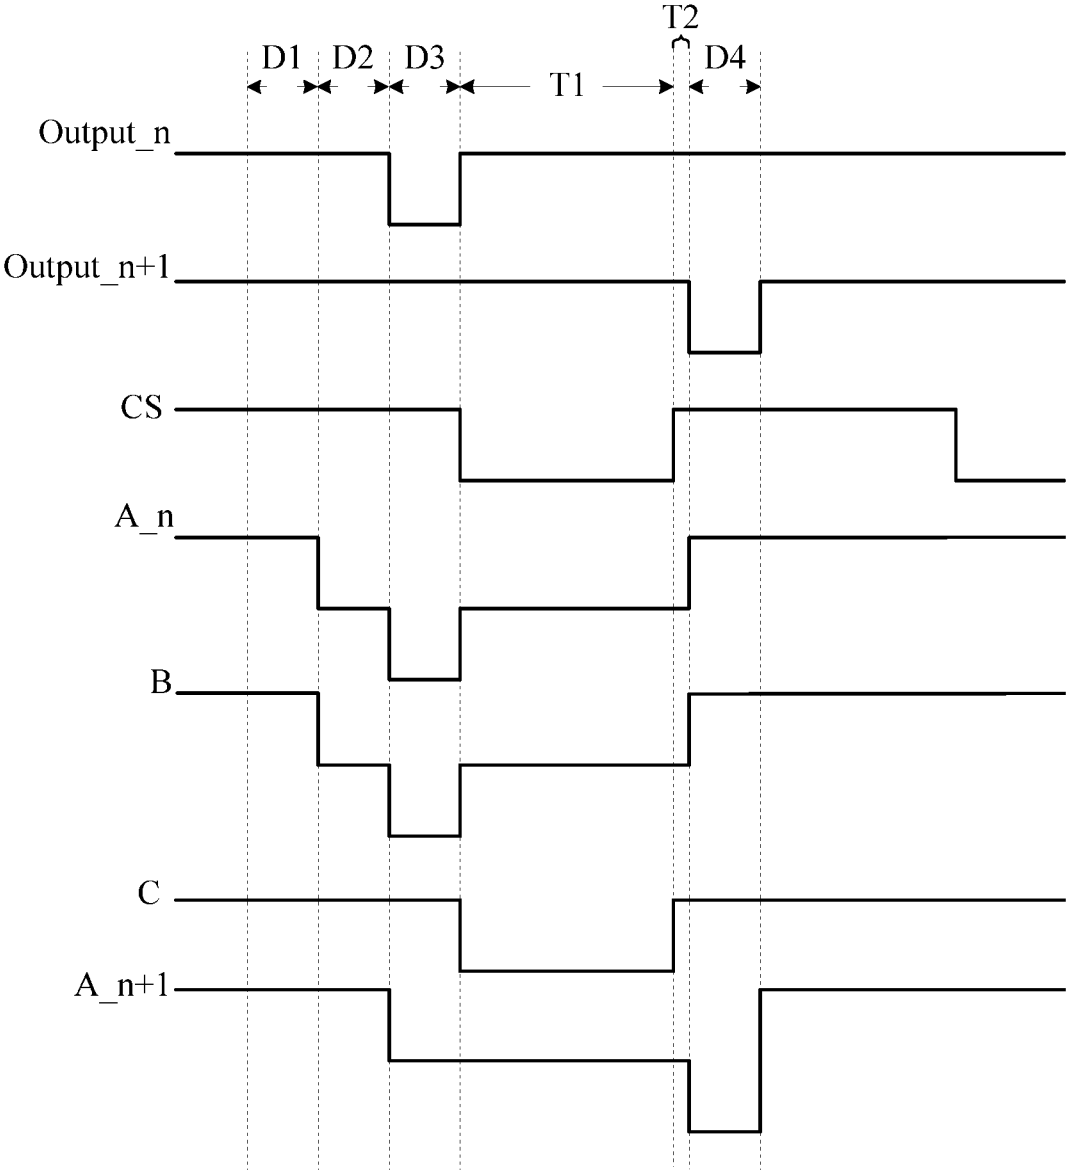 T2
D1 D2 D3 T1 D4
Output_n
Output_n+1
CS
A_n
B
C
A_n+1